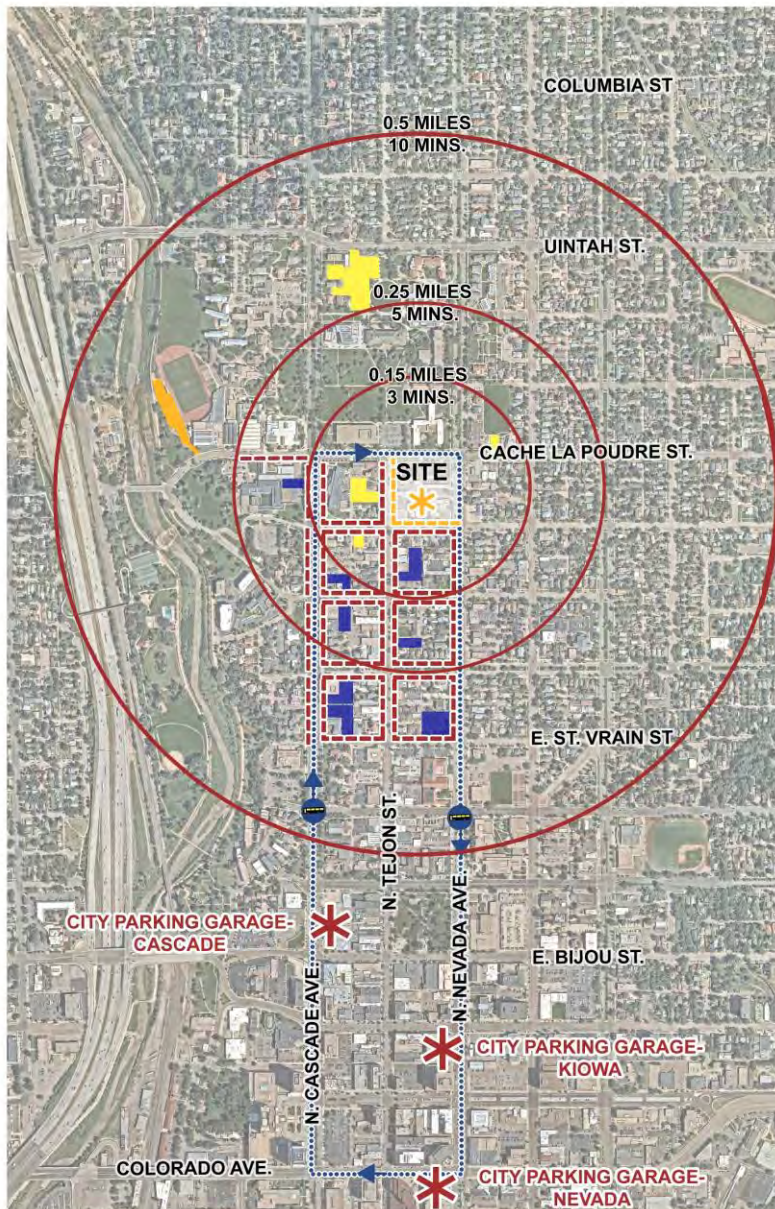 COLUMBIA ST
0.5 MILES
10 MINS.
UINTAH ST.
0.25 MILES
5 MINS.
0.15 MILES
3 MINS.
CACHE LA POUDRE ST.
SITE
E. ST. VRAIN ST
N. TEJON ST.
CITY PARKING GARAGE-
CASCADE
N. NEVADA AVE.
E. BIJOU ST.
N. CASCADE AVE.
CITY PARKING GARAGE-
KIOWA
COLORADO AVE.
CITY PARKING GARAGE-
NEVADA